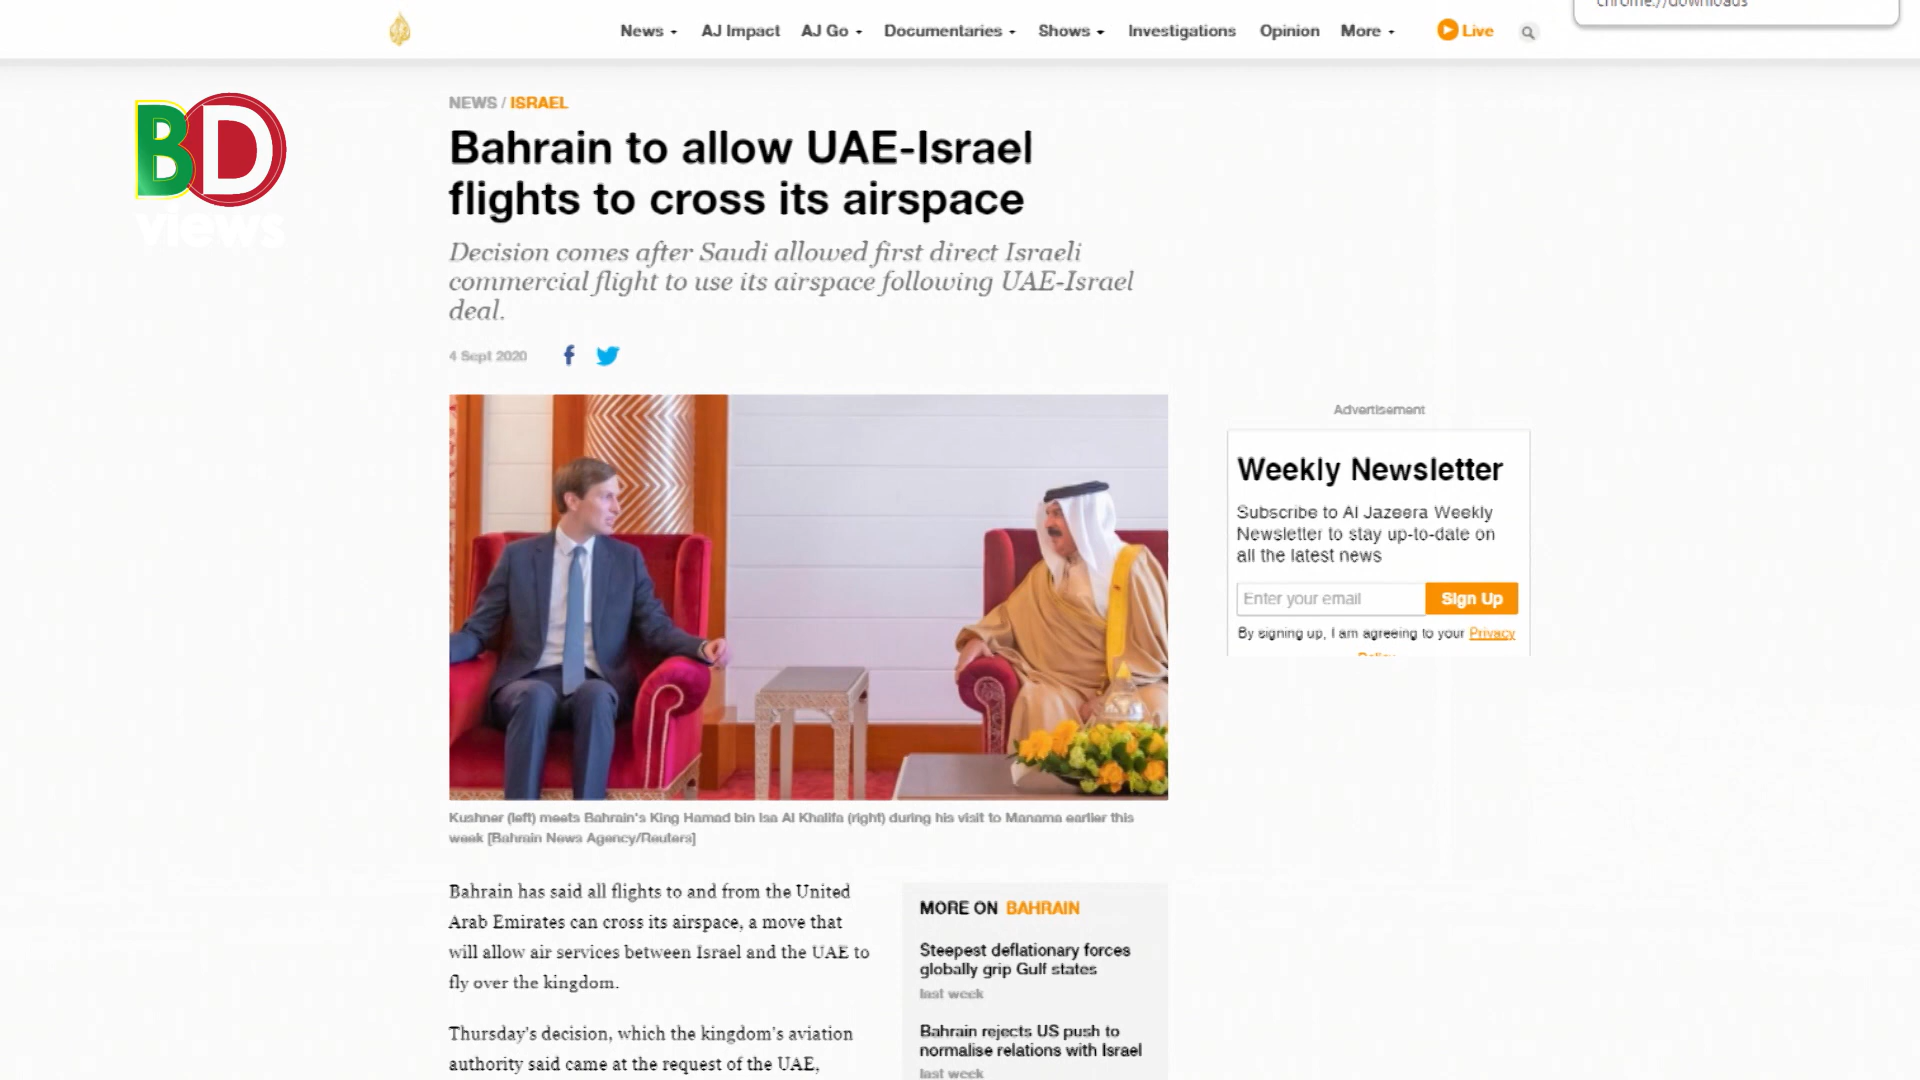 News
AJ Impact
AJ Go
Documentaries
Shows
Investigations
Opinion
More
Live
chrome://downloads
BD
views
NEWS / ISRAEL
Bahrain to allow UAE-Israel
flights to cross its airspace
Decision comes after Saudi allowed first direct Israeli
commercial flight to use its airspace following UAE-Israel
deal.
4 Sept 2020
Advertisement
Weekly Newsletter
Subscribe to Al Jazeera Weekly
Newsletter to stay up-to-date on
all the latest news
Enter your email
Sign Up
By signing up, I am agreeing to your Privacy
Policy
Kushner (left) meets Bahrain's King Hamad bin Isa Al Khalifa (right) during his visit to Manama earlier this
week [Bahrain News Agency/Reuters]
Bahrain has said all flights to and from the United
Arab Emirates can cross its airspace, a move that
will allow air services between Israel and the UAE to
fly over the kingdom.
Thursday's decision, which the kingdom's aviation
authority said came at the request of the UAE,
MORE ON BAHRAIN
Steepest deflationary forces
globally grip Gulf states
last week
Bahrain rejects US push to
normalise relations with Israel
last week